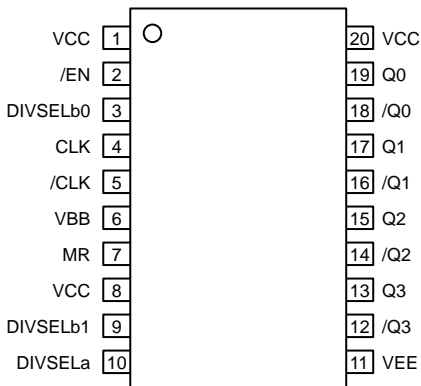 VCC 1 20 VCC
/EN 2 19 Q0
DIVSELb0 3 18 /Q0
CLK 4 17 Q1
/CLK 5 16 /Q1
VBB 6 15 Q2
MR 7 14 /Q2
VCC 8 13 Q3
DIVSELb1 9 12 /Q3
DIVSELa 10 11 VEE